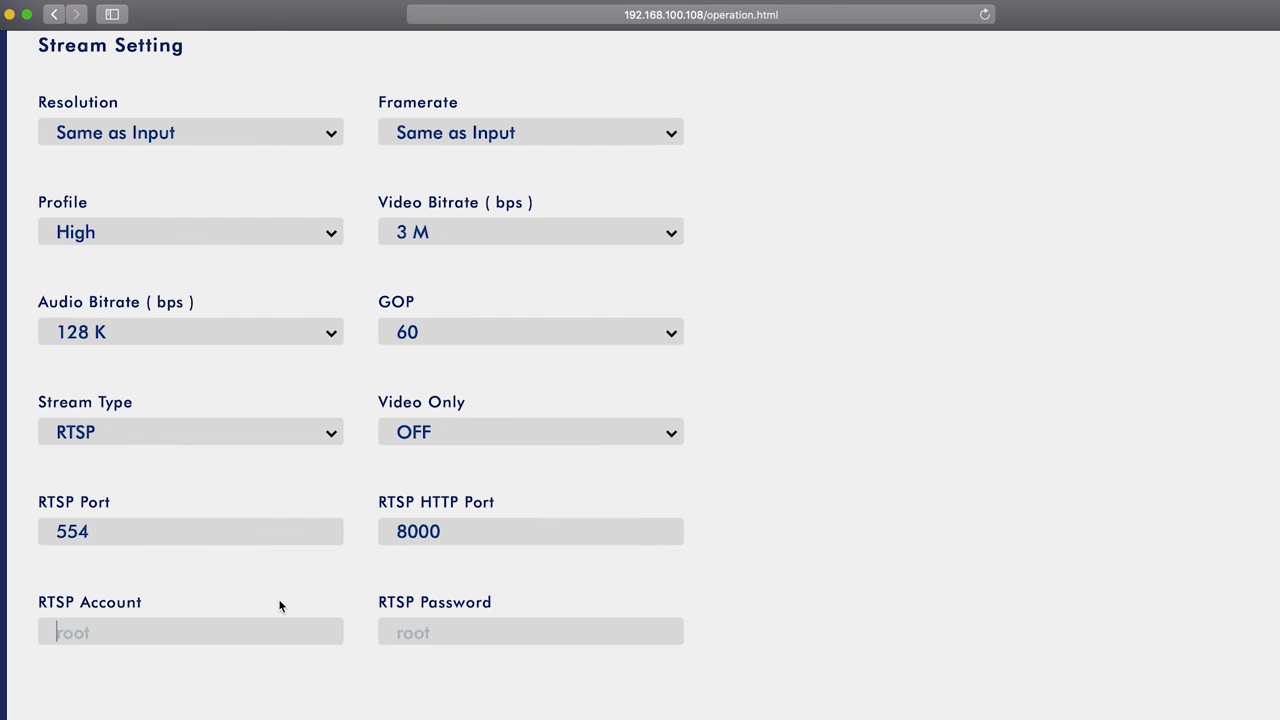 192.168.100.108/operation.html
Stream Setting
Resolution
Framerate
Same as Input
Same as Input
Profile
Video Bitrate ( bps )
High
3 M
Audio Bitrate ( bps )
GOP
128 K
60
Stream Type
Video Only
RTSP
OFF
RTSP Port
RTSP HTTP Port
554
8000
RTSP Account
RTSP Password
root
root